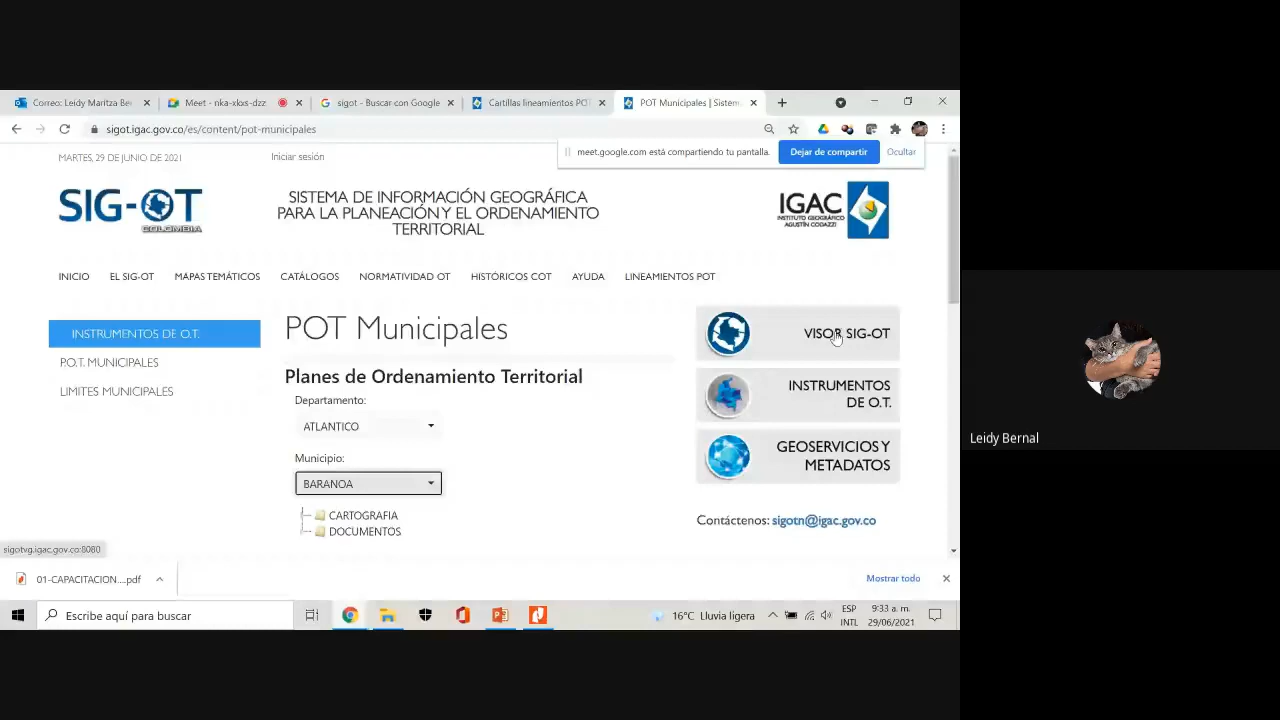 Correo: Leidy Maritza Be
Meet - nka-xkxs-dzz
sigot - Buscar con Google
Cartillas lineamientos POT
POT Municipales | Sistem
sigot.igac.gov.co/es/content/pot-municipales
meet.google.com está compartiendo tu pantalla.
Dejar de compartir
Ocultar
MARTES, 29 DE JUNIO DE 2021
Iniciar sesión
SIG-OT
COLOMBIA
SISTEMA DE INFORMACIÓN GEOGRÁFICA
PARA LA PLANEACIÓN Y EL ORDENAMIENTO
TERRITORIAL
IGAC
INSTITUTO GEOGRÁFICO
AGUSTÍN CODAZZI
INICIO
EL SIG-OT
MAPAS TEMÁTICOS
CATÁLOGOS
NORMATIVIDAD OT
HISTÓRICOS COT
AYUDA
LINEAMIENTOS POT
INSTRUMENTOS DE O.T.
P.O.T. MUNICIPALES
LIMITES MUNICIPALES
POT Municipales
Planes de Ordenamiento Territorial
Departamento:
ATLANTICO
Municipio:
BARANOA
CARTOGRAFIA
DOCUMENTOS
VISOR SIG-OT
INSTRUMENTOS
DE O.T.
GEOSERVICIOS Y
METADATOS
Contáctenos: sigotn@igac.gov.co
sigotvg.igac.gov.co:8080
01-CAPACITACION....pdf
Mostrar todo
Escribe aquí para buscar
16°C Lluvia ligera
ESP
INTL
9:33 a. m.
29/06/2021
Leidy Bernal